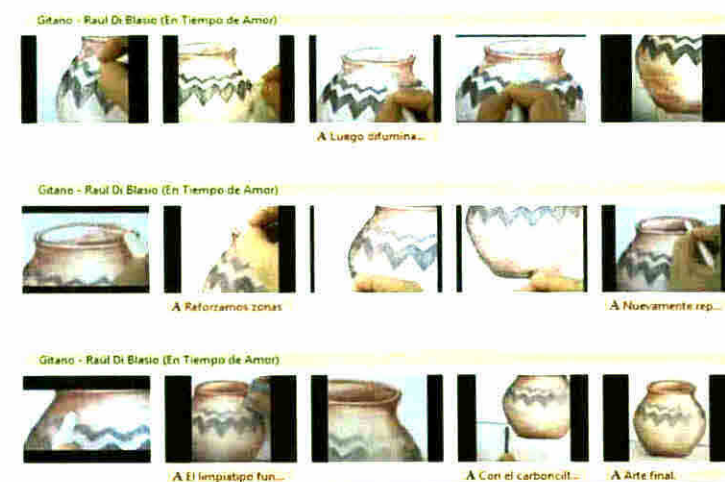 Gitano - Raul Di Blasio (En Tiempo de Amor)
A Luego difumina...
Gitano - Raul Di Blasio (En Tiempo de Amor)
A Reforzamos zonas
A Nuevamente rep...
Gitano - Raul Di Blasio (En Tiempo de Amor)
A El limpiatipo fun...
A Con el carboncill...
A Arte final.